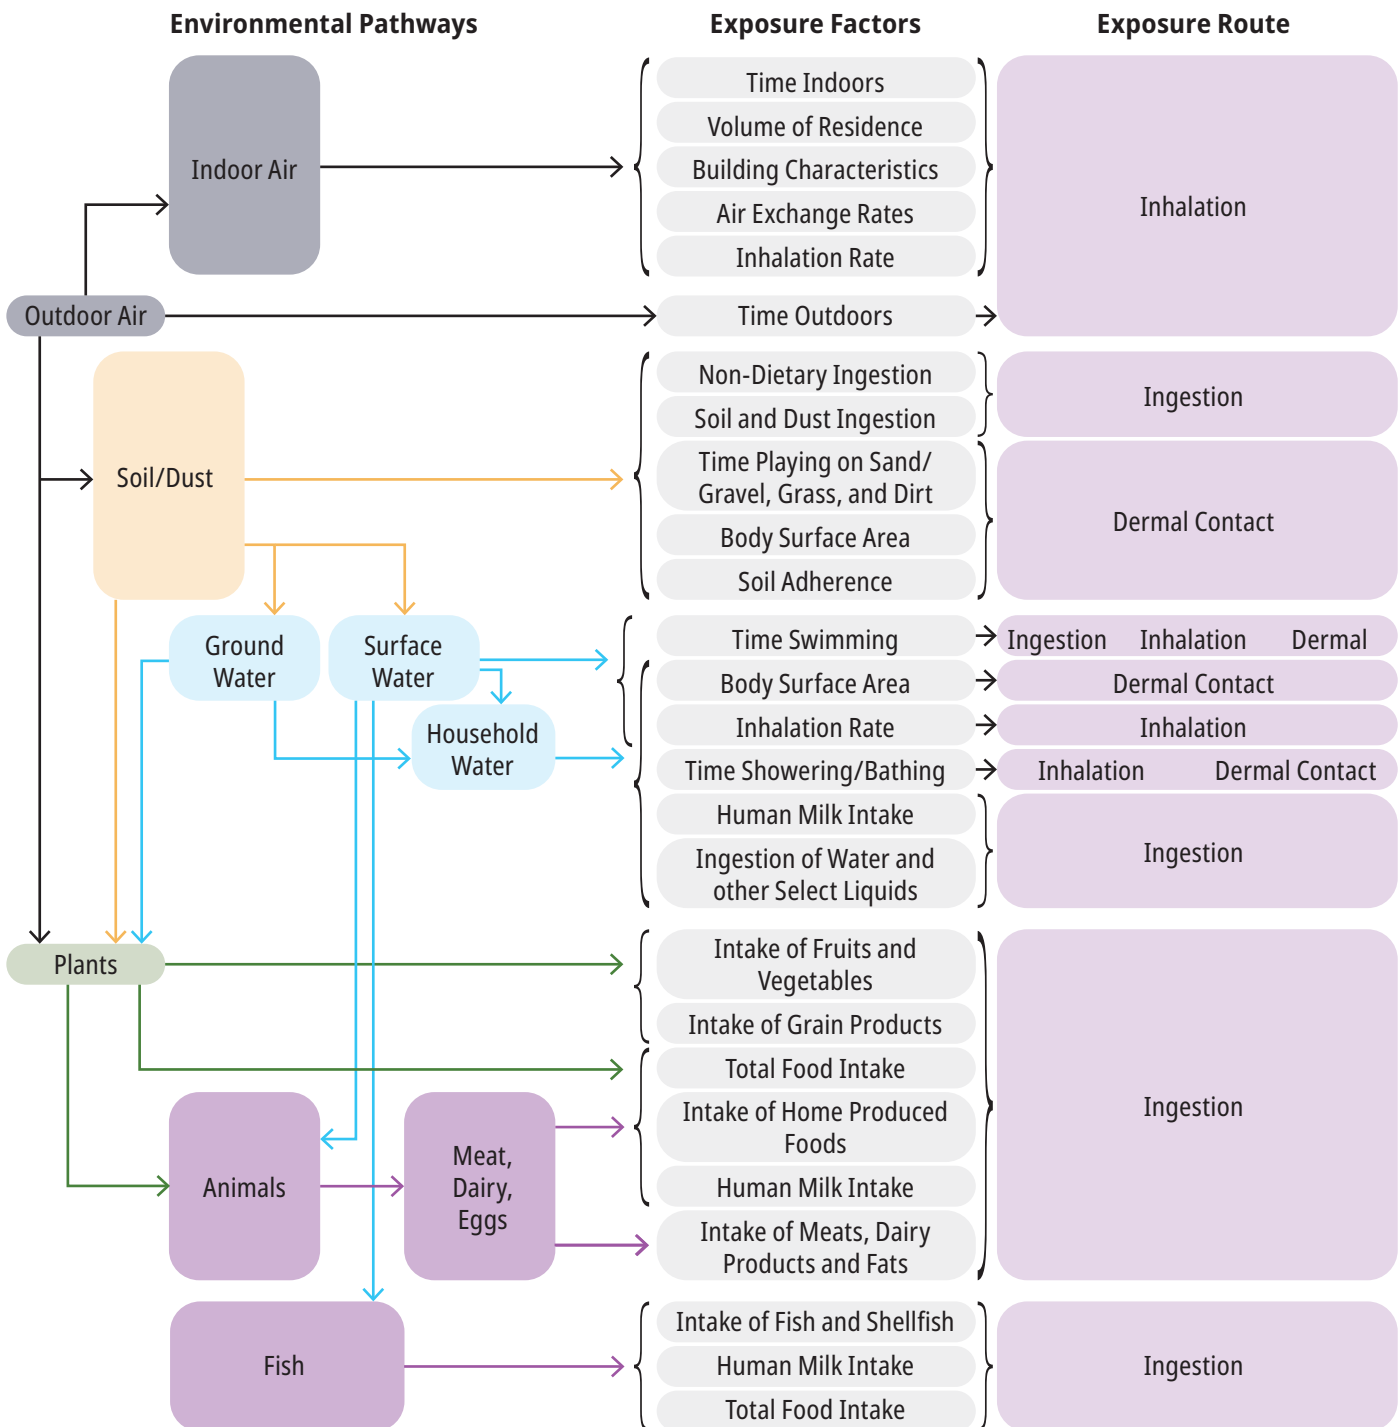 Environmental Pathways
Exposure Factors
Exposure Route
Indoor Air
Time Indoors
Volume of Residence
Building Characteristics
Air Exchange Rates
Inhalation Rate
Inhalation
Outdoor Air
Time Outdoors
Soil/Dust
Non-Dietary Ingestion
Soil and Dust Ingestion
Ingestion
Time Playing on Sand/
Gravel, Grass, and Dirt
Body Surface Area
Soil Adherence
Dermal Contact
Ground
Water
Surface
Water
Household
Water
Time Swimming
Ingestion Inhalation Dermal
Body Surface Area
Dermal Contact
Inhalation Rate
Inhalation
Time Showering/Bathing
Inhalation Dermal Contact
Human Milk Intake
Ingestion of Water and
other Select Liquids
Ingestion
Plants
Intake of Fruits and
Vegetables
Intake of Grain Products
Total Food Intake
Intake of Home Produced
Foods
Human Milk Intake
Intake of Meats, Dairy
Products and Fats
Ingestion
Animals
Meat,
Dairy,
Eggs
Fish
Intake of Fish and Shellfish
Human Milk Intake
Total Food Intake
Ingestion